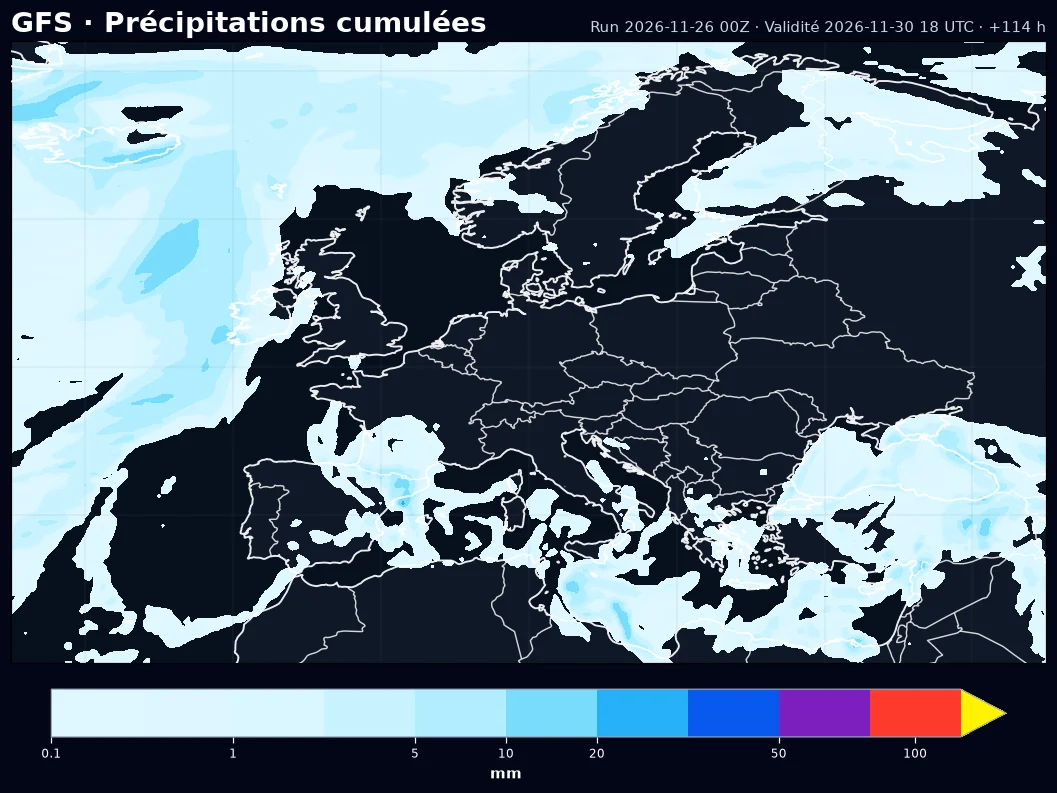 GFS · Précipitations cumulées
Run 2026-11-26 00Z · Validité 2026-11-30 18 UTC · +114 h
0.1 1 5 10 20 50 100
mm